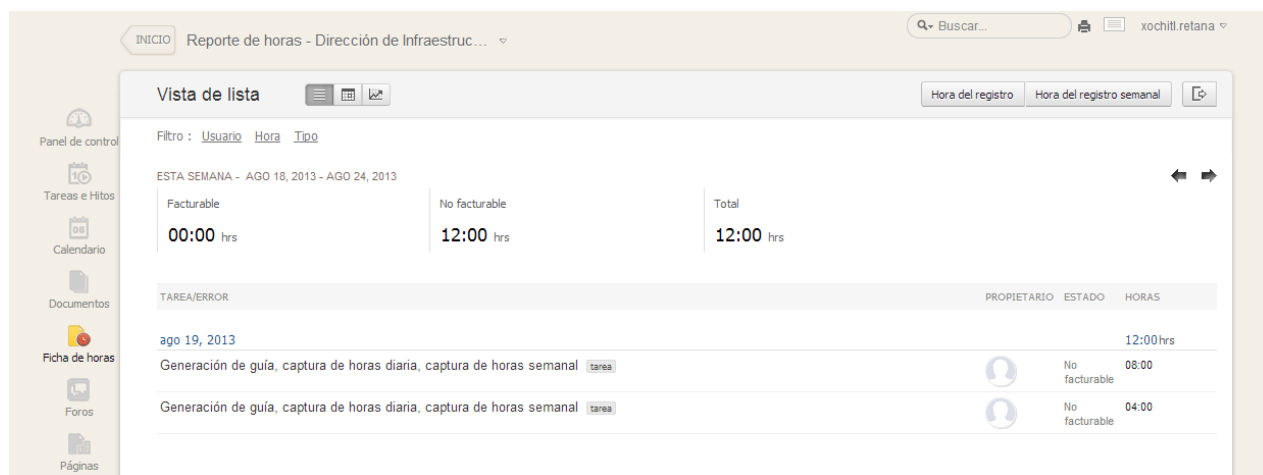 Buscar...
xochitl.retana
INICIO
Reporte de horas - Dirección de Infraestruc...
Vista de lista
Hora del registro
Hora del registro semanal
Panel de control
Filtro : Usuario Hora Tipo
Tareas e Hitos
ESTA SEMANA - AGO 18, 2013 - AGO 24, 2013
Facturable
No facturable
Total
00:00 hrs
12:00 hrs
12:00 hrs
06
Calendario
Documentos
TAREA/ERROR
PROPIETARIO
ESTADO
HORAS
Ficha de horas
ago 19, 2013
12:00hrs
Generación de guía, captura de horas diaria, captura de horas semanal tarea
No facturable
08:00
Foros
Generación de guía, captura de horas diaria, captura de horas semanal tarea
No facturable
04:00
Páginas